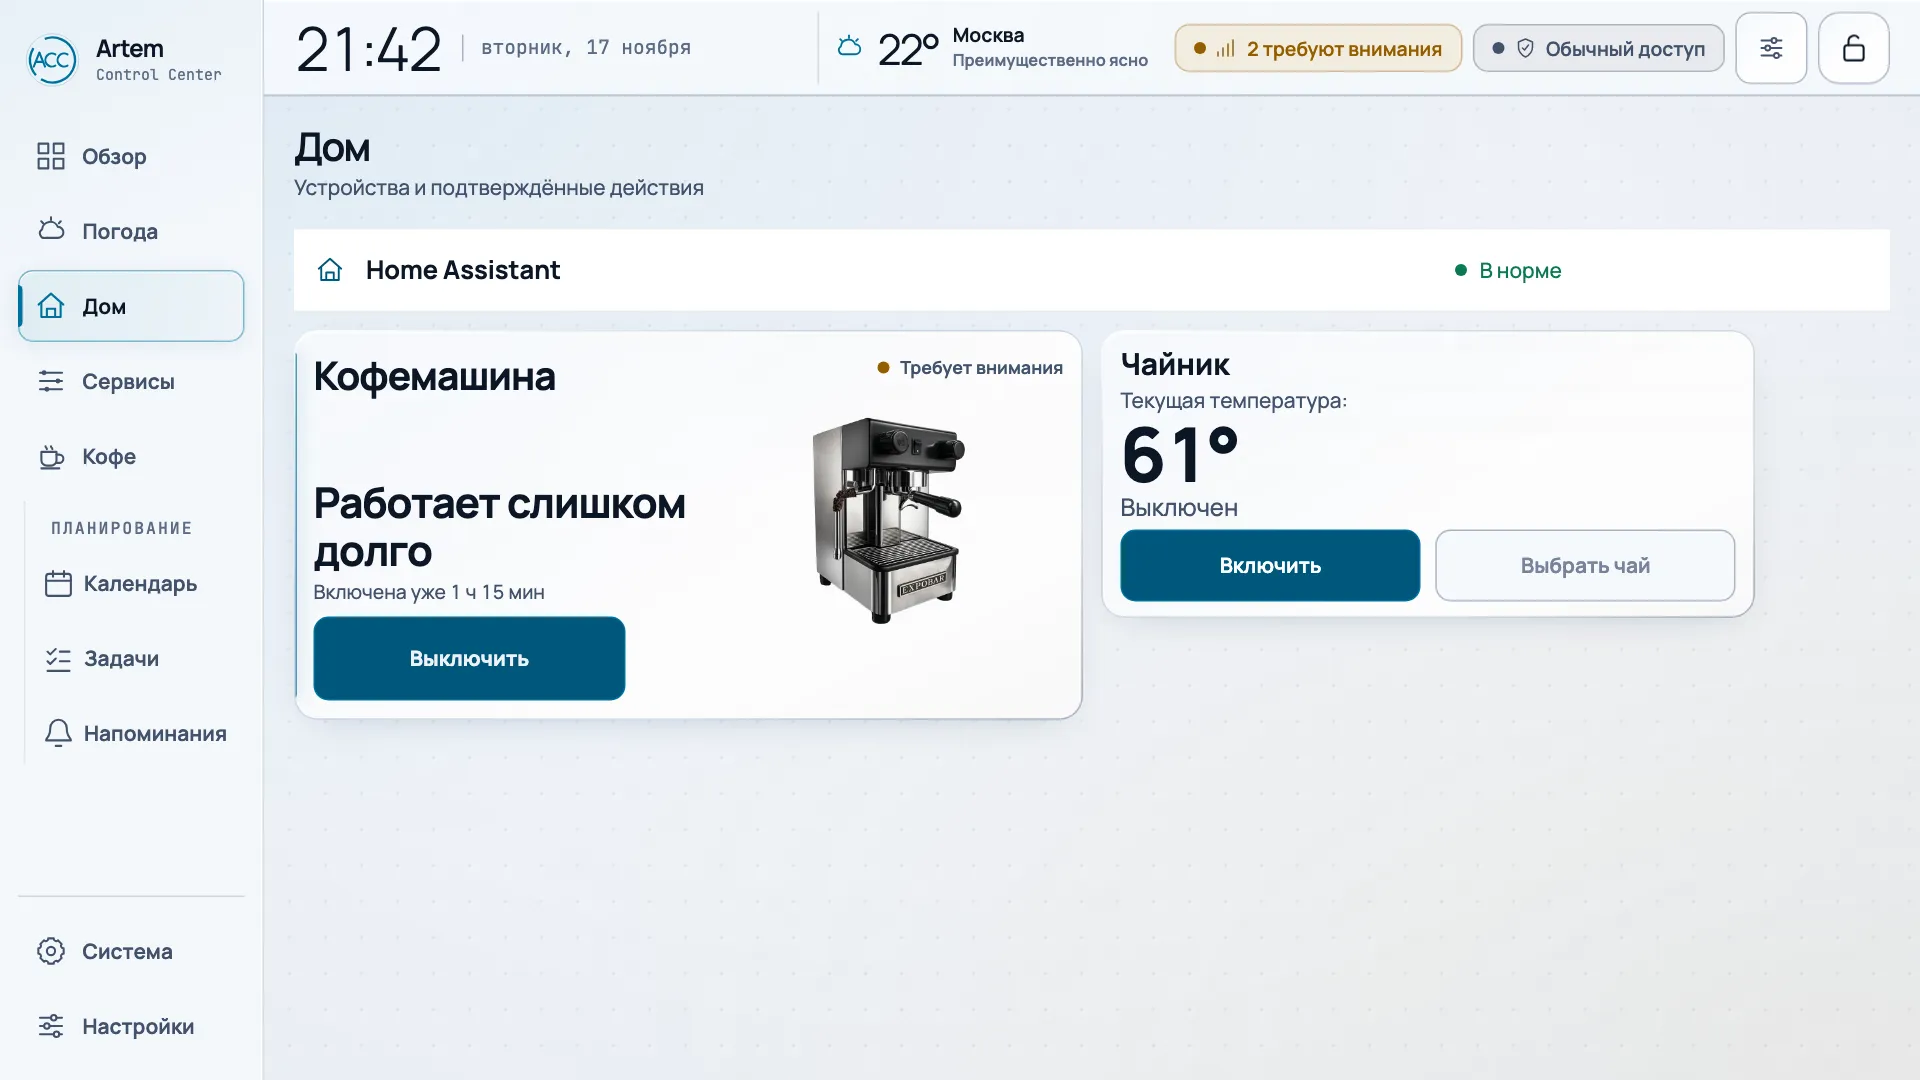 ACC
Artem
Control Center
21:42
вторник, 17 ноября
22°
Москва
Преимущественно ясно
2 требуют внимания
Обычный доступ
Обзор
Погода
Дом
Сервисы
Кофе
ПЛАНИРОВАНИЕ
Календарь
Задачи
Напоминания
Система
Настройки
Дом
Устройства и подтверждённые действия
Home Assistant
В норме
Кофемашина
Требует внимания
Работает слишком
долго
Включена уже 1 ч 15 мин
Выключить
EXPOBAR
Чайник
Текущая температура:
61°
Выключен
Включить
Выбрать чай